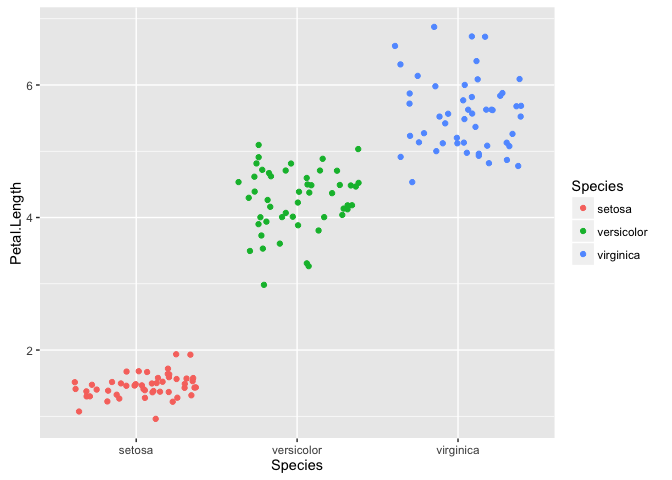 Petal.Length
6
4
2
setosa
versicolor
virginica
Species
Species
setosa
versicolor
virginica